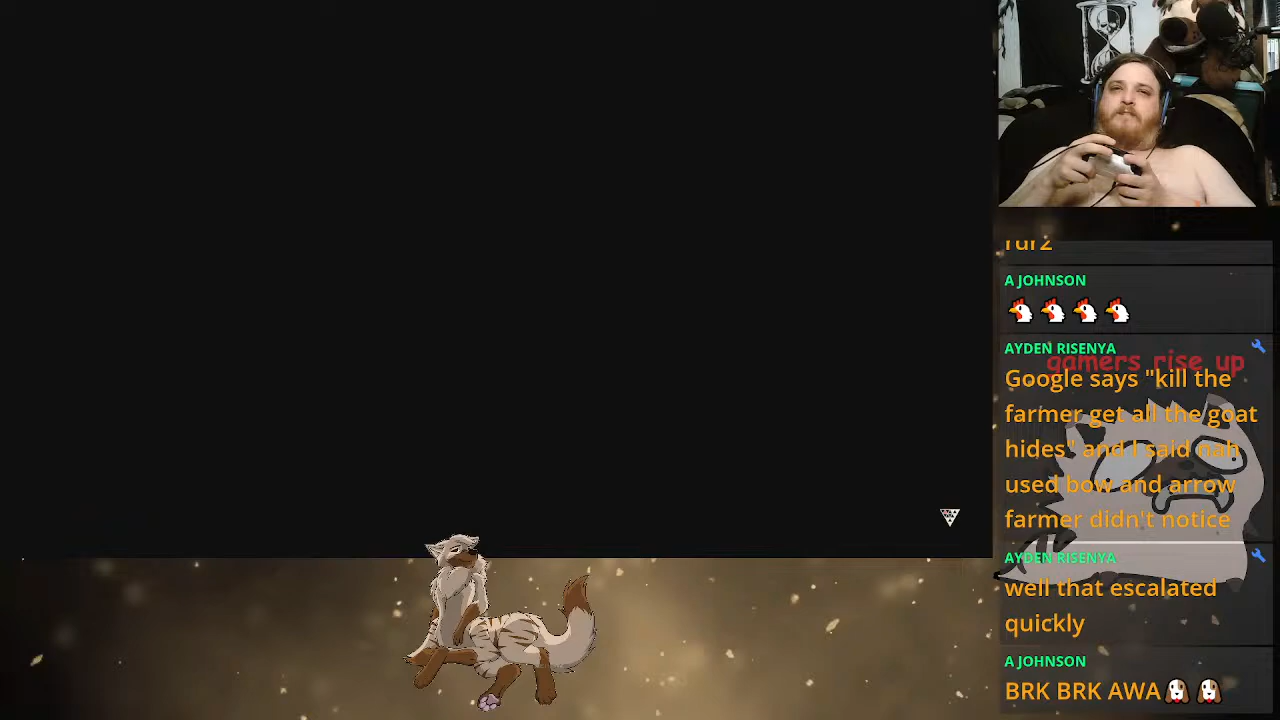 rur2
A JOHNSON
🐔 🐔 🐔 🐔
AYDEN RISENYA
gamers rise up
Google says "kill the
farmer get all the goat
hides" and I said nah
used bow and arrow
farmer didn't notice
AYDEN RISENYA
well that escalated
quickly
A JOHNSON
BRK BRK AWA🐶 🐶